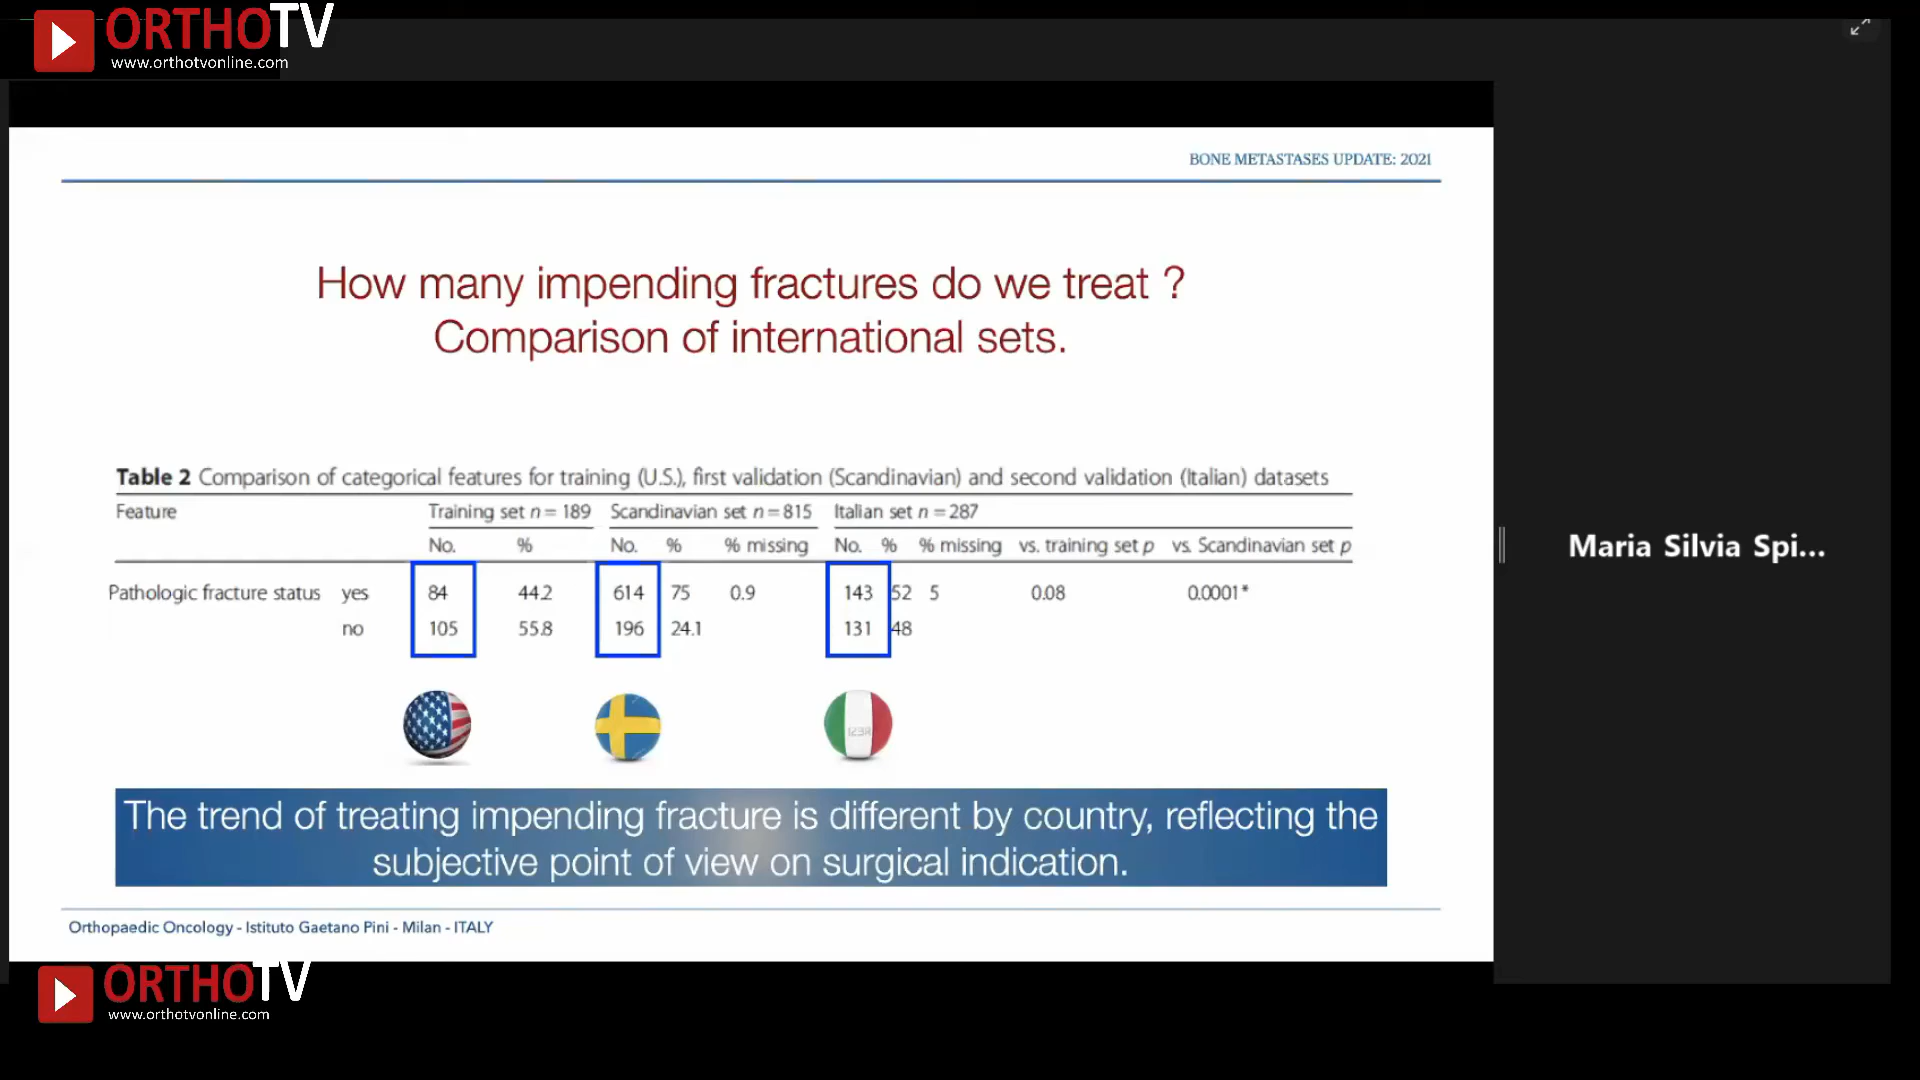 ORTHOTV
www.orthotvonline.com
BONE METASTASES UPDATE: 2021
How many impending fractures do we treat ?
Comparison of international sets.
Table 2 Comparison of categorical features for training (U.S.), first validation (Scandinavian) and second validation (Italian) datasets
Feature Training set n = 189 Scandinavian set n = 815 Italian set n = 287
No. % No. % % missing No. % % missing vs. training set p vs. Scandinavian set p
Pathologic fracture status yes 84 44.2 614 75 0.9 143 52 5 0.08 0.0001*
no 105 55.8 196 24.1 131 48
The trend of treating impending fracture is different by country, reflecting the
subjective point of view on surgical indication.
Orthopaedic Oncology - Istituto Gaetano Pini - Milan - ITALY
Maria Silvia Spi...
ORTHOTV
www.orthotvonline.com